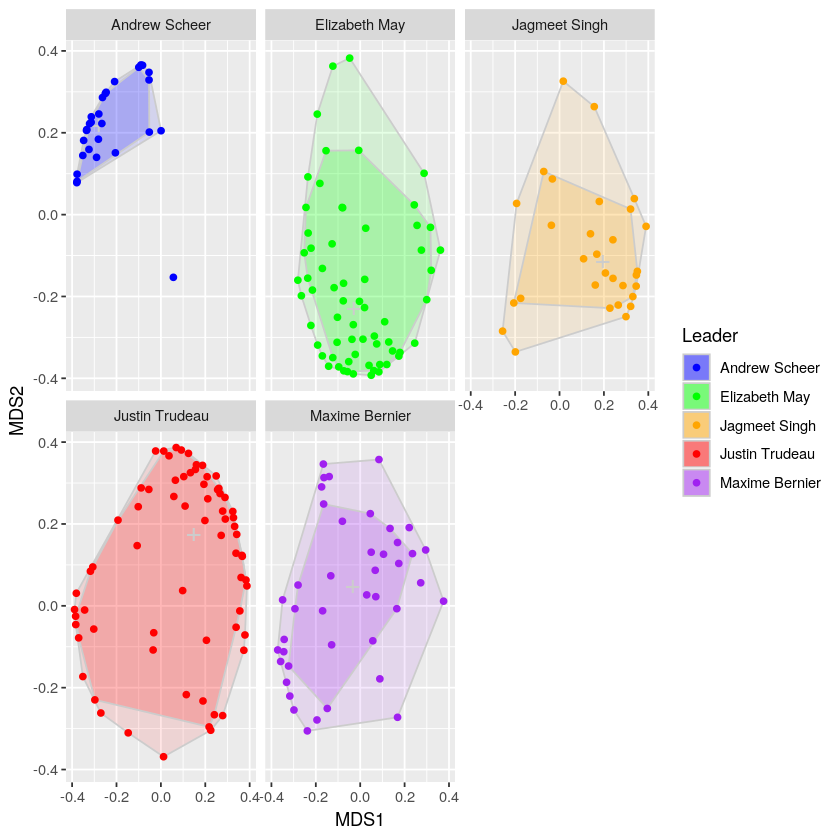 Andrew Scheer Elizabeth May Jagmeet Singh
0.4
0.2
0.0
-0.2
-0.4
-0.4 -0.2 0.0 0.2 0.4
Justin Trudeau Maxime Bernier
0.4
0.2
0.0
-0.2
-0.4
-0.4 -0.2 0.0 0.2 0.4 -0.4 -0.2 0.0 0.2 0.4
MDS1
MDS2
Leader
Andrew Scheer
Elizabeth May
Jagmeet Singh
Justin Trudeau
Maxime Bernier